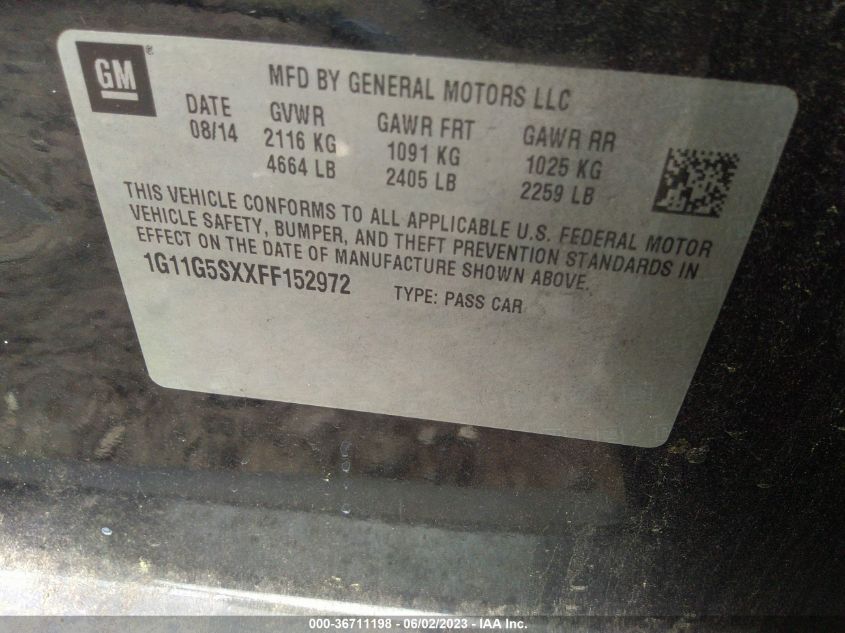 GM®
MFD BY GENERAL MOTORS LLC
DATE GVWR GAWR FRT GAWR RR
08/14 2116 KG 1091 KG 1025 KG
4664 LB 2405 LB 2259 LB
THIS VEHICLE CONFORMS TO ALL APPLICABLE U.S. FEDERAL MOTOR
VEHICLE SAFETY, BUMPER, AND THEFT PREVENTION STANDARDS IN
EFFECT ON THE DATE OF MANUFACTURE SHOWN ABOVE.
1G11G5SXXFF152972 TYPE: PASS CAR
000-36711198 - 06/02/2023 - IAA Inc.